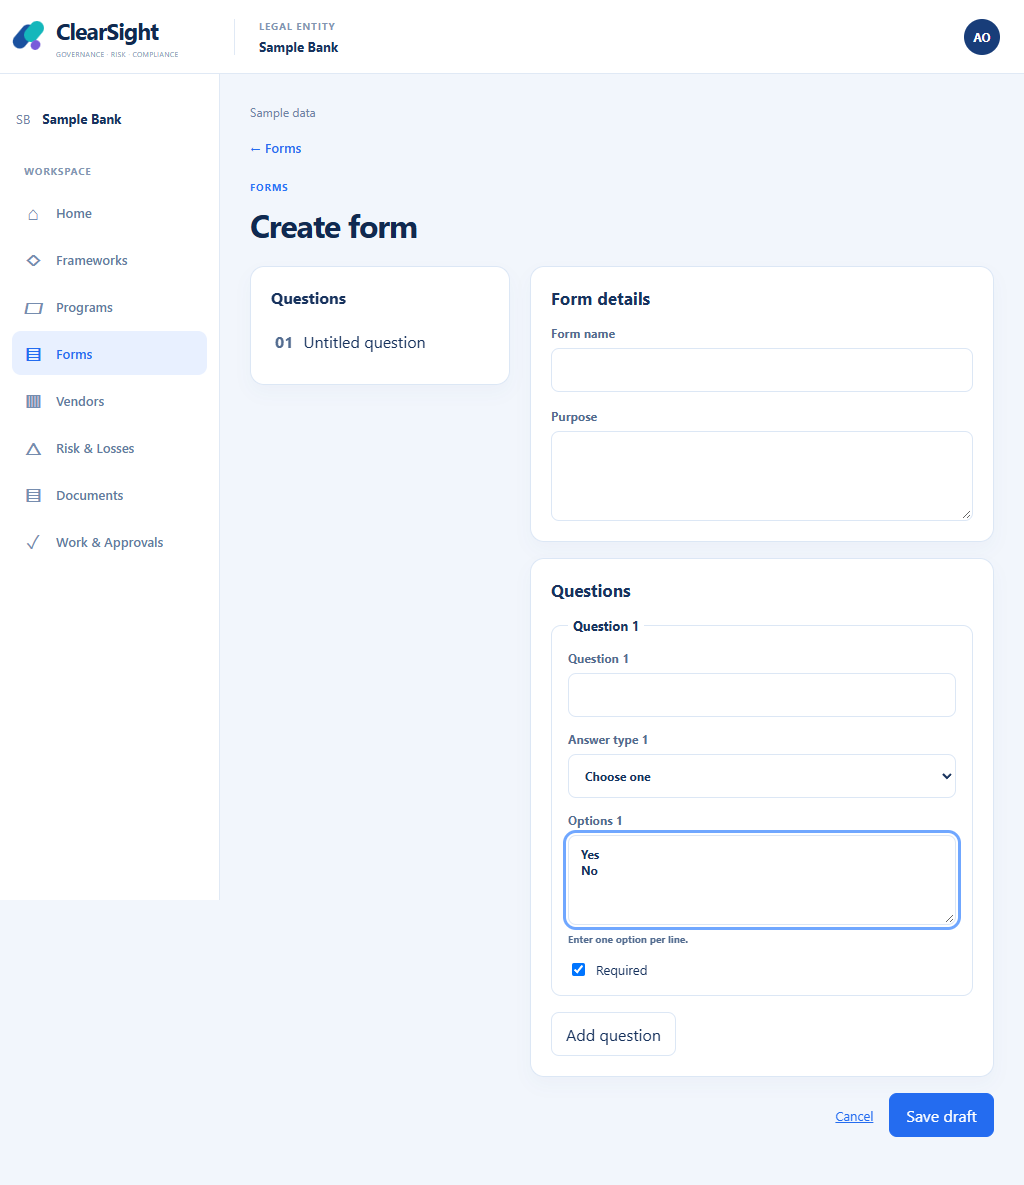 ClearSight
GOVERNANCE · RISK · COMPLIANCE
LEGAL ENTITY
Sample Bank
AO
SB Sample Bank
WORKSPACE
Home
Frameworks
Programs
Forms
Vendors
Risk & Losses
Documents
Work & Approvals
Sample data
← Forms
FORMS
Create form
Questions
01 Untitled question
Form details
Form name
Purpose
Questions
Question 1
Question 1
Answer type 1
Choose one
Options 1
Yes
No
Enter one option per line.
Required
Add question
Cancel
Save draft